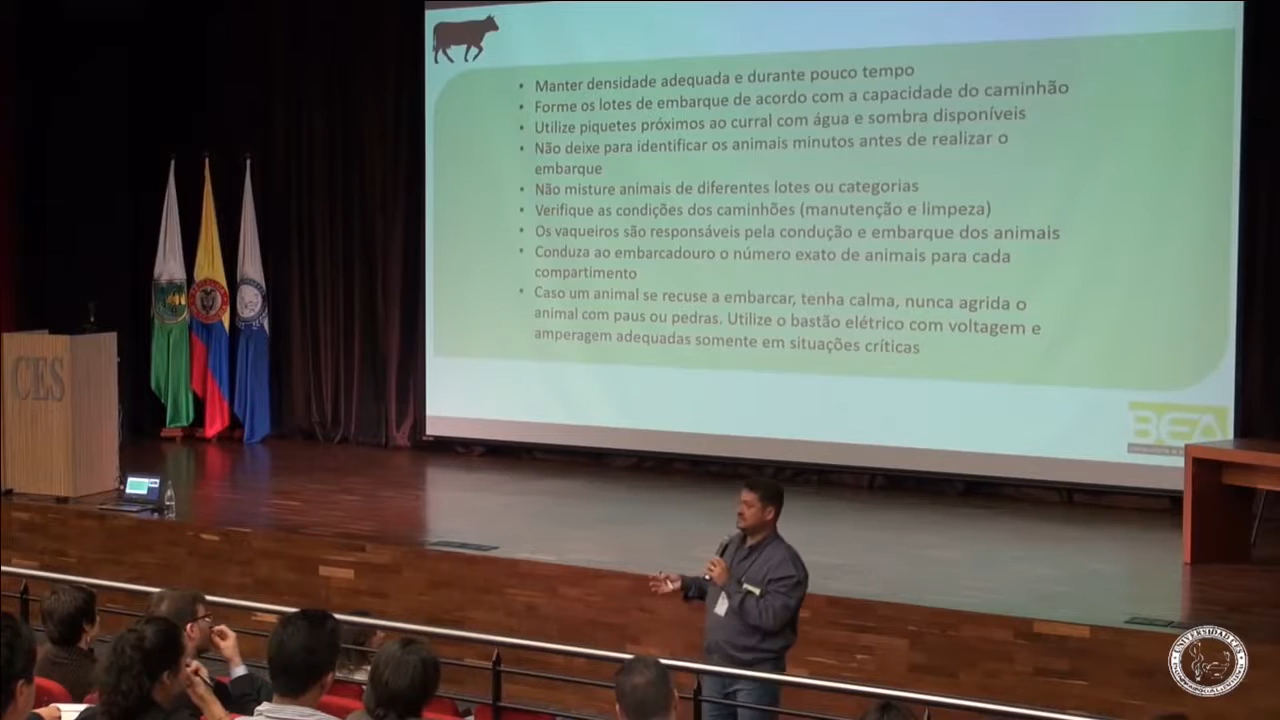 • Manter densidade adequada e durante pouco tempo
• Forme os lotes de embarque de acordo com a capacidade do caminhão
• Utilize piquetes próximos ao curral com água e sombra disponíveis
• Não deixe para identificar os animais minutos antes de realizar o
embarque
• Não misture animais de diferentes lotes ou categorias
• Verifique as condições dos caminhões (manutenção e limpeza)
• Os vaqueiros são responsáveis pela condução e embarque dos animais
• Conduza ao embarcadouro o número exato de animais para cada
compartimento
• Caso um animal se recuse a embarcar, tenha calma, nunca agrida o
animal com paus ou pedras. Utilize o bastão elétrico com voltagem e
amperagem adequadas somente em situações críticas
BEA
CES
UNIVERSIDAD CES